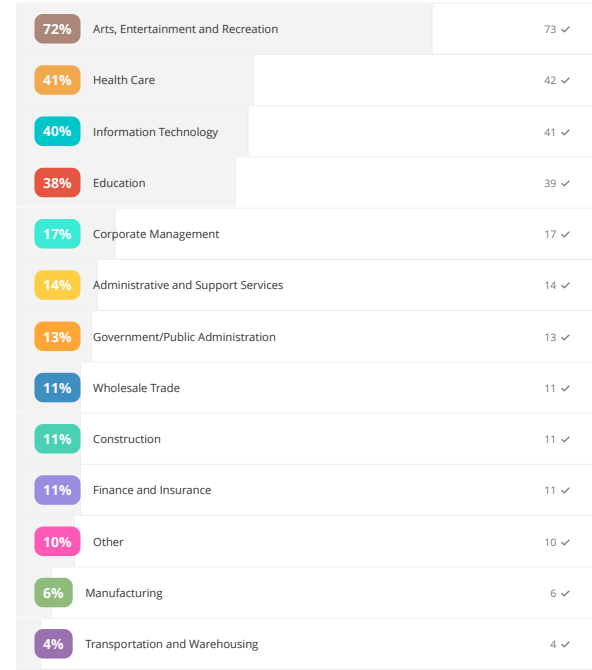 72% Arts, Entertainment and Recreation 73
41% Health Care 42
40% Information Technology 41
38% Education 39
17% Corporate Management 17
14% Administrative and Support Services 14
13% Government/Public Administration 13
11% Wholesale Trade 11
11% Construction 11
11% Finance and Insurance 11
10% Other 10
6% Manufacturing 6
4% Transportation and Warehousing 4